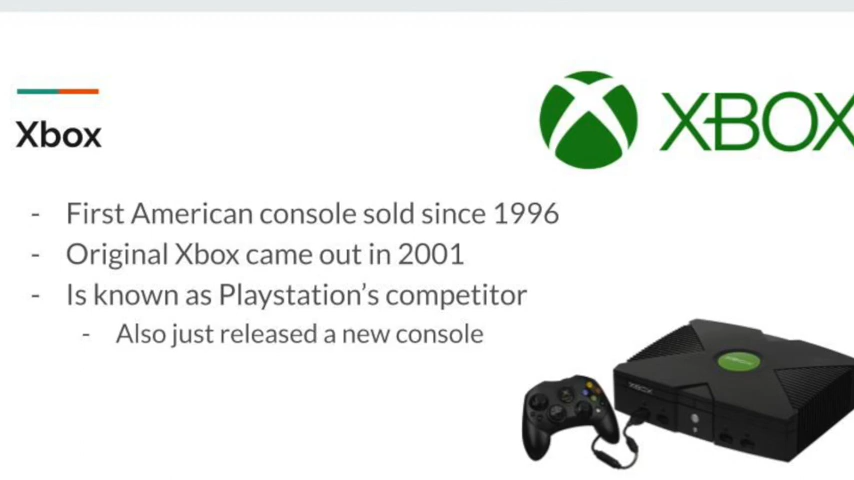 XBOX
Xbox
- First American console sold since 1996
- Original Xbox came out in 2001
- Is known as Playstation's competitor
- Also just released a new console
XBOX